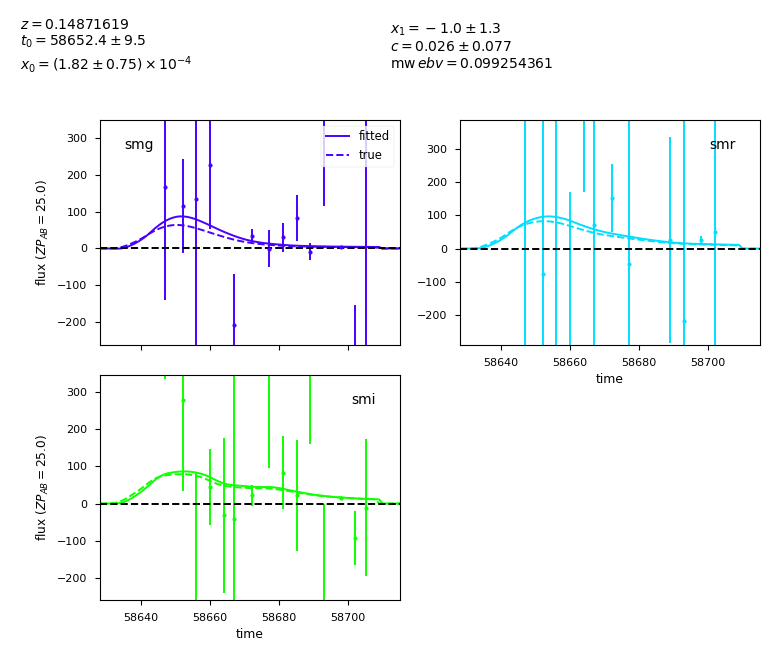 z = 0.14871619
t₀ = 58652.4 ± 9.5
x₀ = (1.82 ± 0.75) × 10⁻⁴
x₁ = −1.0 ± 1.3
c = 0.026 ± 0.077
mw ebv = 0.099254361
smg
fitted
true
300
200
100
0
−100
−200
flux (ZP_AB = 25.0)
smr
300
200
100
0
−100
−200
58640 58660 58680 58700
time
smi
300
200
100
0
−100
−200
flux (ZP_AB = 25.0)
58640 58660 58680 58700
time